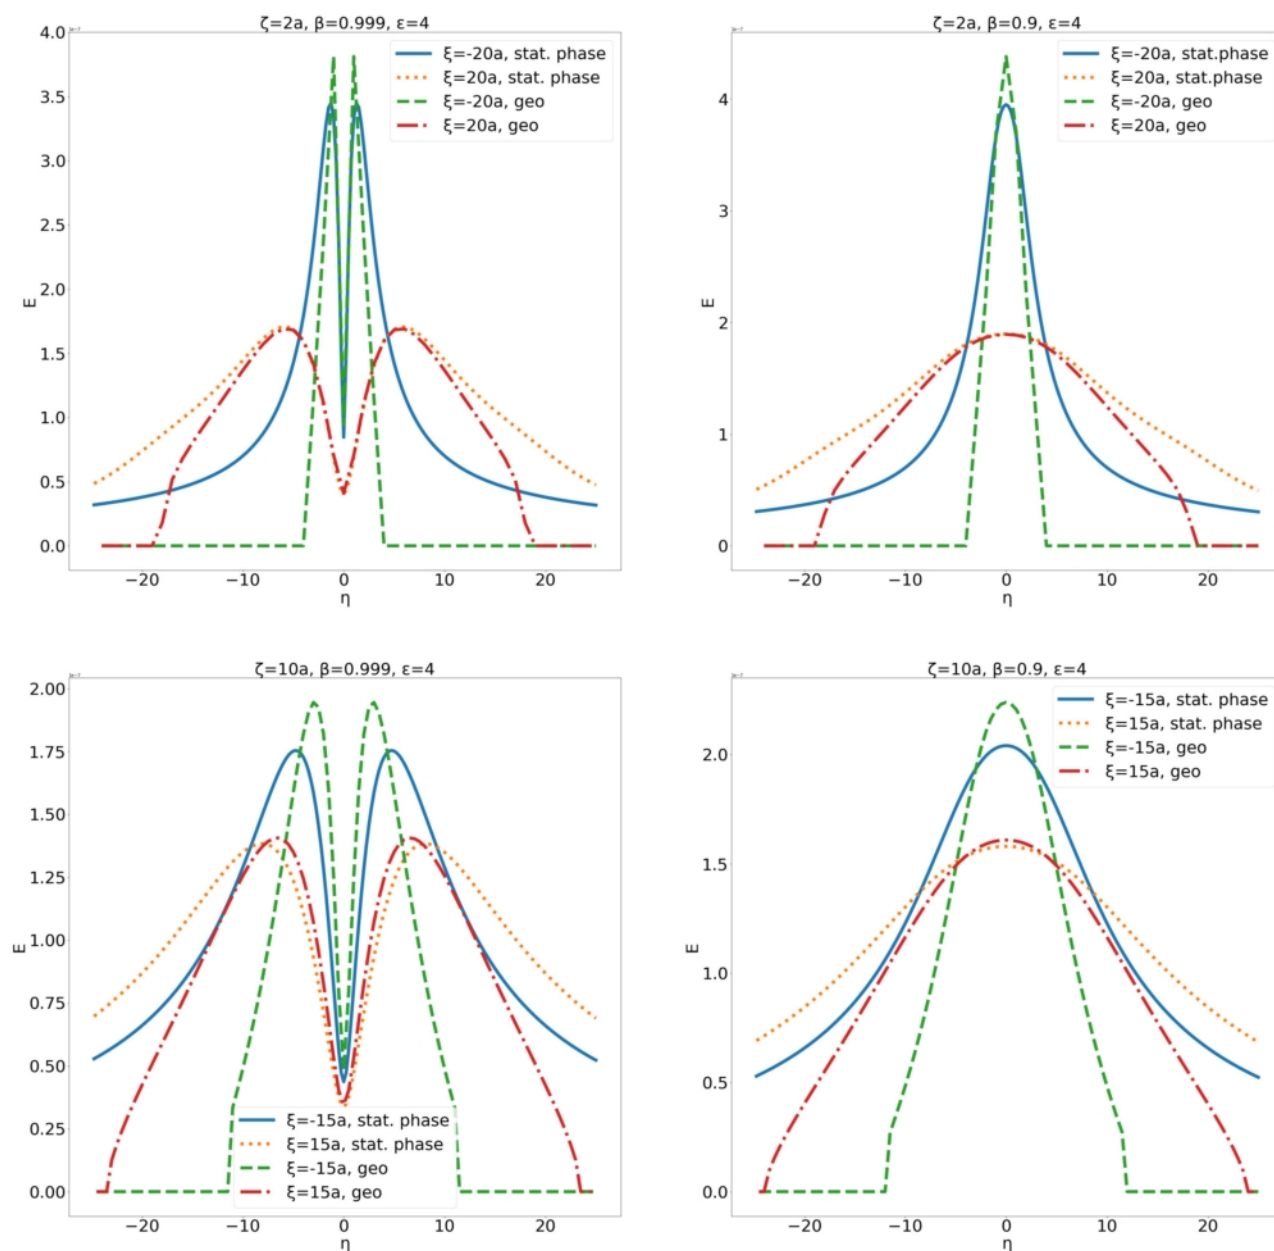 ζ=2a, β=0.999, ε=4
4.0
3.5
3.0
2.5
2.0
1.5
1.0
0.5
0.0
E
ξ=-20a, stat. phase
ξ=20a, stat. phase
ξ=-20a, geo
ξ=20a, geo
−20 −10 0 10 20
η
ζ=2a, β=0.9, ε=4
4
3
2
1
0
E
ξ=-20a, stat.phase
ξ=20a, stat.phase
ξ=-20a, geo
ξ=20a, geo
−20 −10 0 10 20
η
ζ=10a, β=0.999, ε=4
2.00
1.75
1.50
1.25
1.00
0.75
0.50
0.25
0.00
E
ξ=-15a, stat. phase
ξ=15a, stat. phase
ξ=-15a, geo
ξ=15a, geo
−20 −10 0 10 20
η
ζ=10a, β=0.9, ε=4
2.0
1.5
1.0
0.5
0.0
E
ξ=-15a, stat. phase
ξ=15a, stat. phase
ξ=-15a, geo
ξ=15a, geo
−20 −10 0 10 20
η